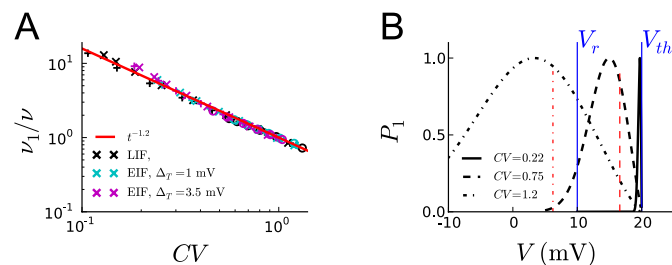 A
ν₁/ν
10¹
10⁰
10⁻¹
t⁻¹·²
LIF,
EIF, Δ_T =1 mV
EIF, Δ_T =3.5 mV
10⁻¹
10⁰
CV
B
P₁
V_r
V_th
1.0
0.5
0.0
CV=0.22
CV=0.75
CV=1.2
-10
0
10
20
V (mV)